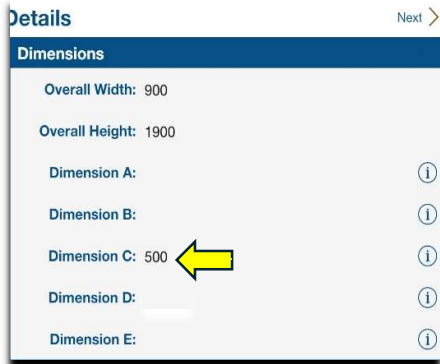 Details
Next >
Dimensions
Overall Width: 900
Overall Height: 1900
Dimension A:
Dimension B:
Dimension C: 500
Dimension D:
Dimension E: